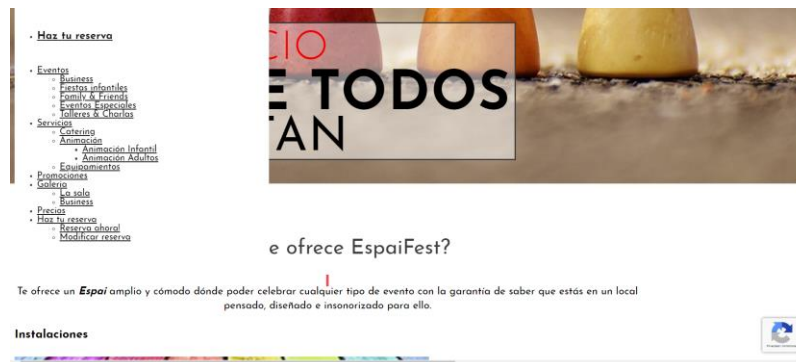 Haz tu reserva
Eventos
Business
Fiestas infantiles
Family & Friends
Eventos Especiales
Talleres & Charlas
Servicios
Catering
Animación
Animación Infantil
Animación Adultos
Equipamientos
Promociones
Galeria
La sala
Business
Precios
Haz tu reserva
Reserva ahora!
Modificar reserva
CIO
E TODOS
TAN
e ofrece EspaiFest?
Te ofrece un Espai amplio y cómodo dónde poder celebrar cualquier tipo de evento con la garantía de saber que estás en un local
pensado, diseñado e insonorizado para ello.
Instalaciones